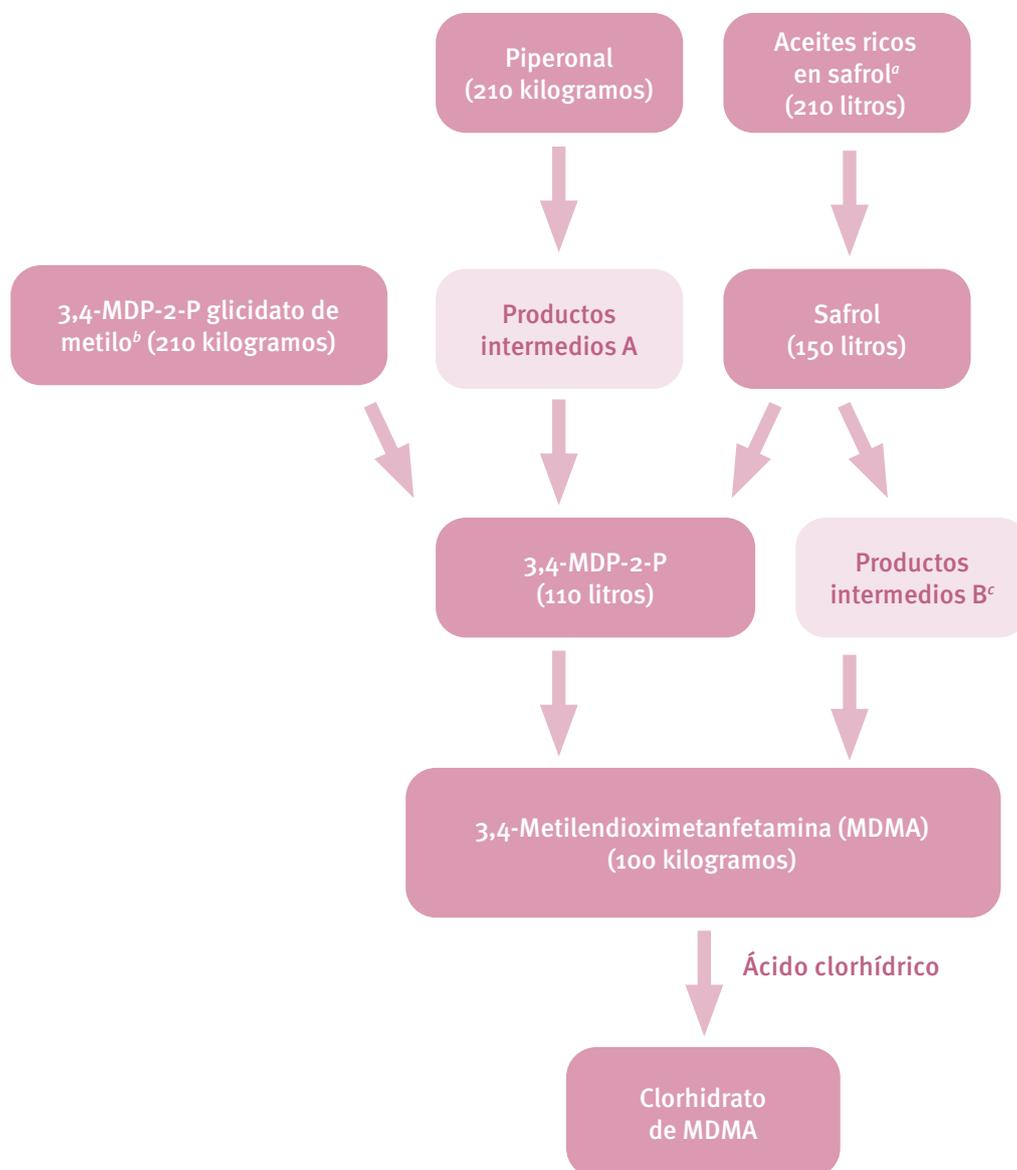 Piperonal
(210 kilogramos)
Aceites ricos
en safrolª
(210 litros)
3,4-MDP-2-P glicidato de
metiloᵇ (210 kilogramos)
Productos
intermedios A
Safrol
(150 litros)
3,4-MDP-2-P
(110 litros)
Productos
intermedios Bᶜ
3,4-Metilendioximetanfetamina (MDMA)
(100 kilogramos)
Ácido clorhídrico
Clorhidrato
de MDMA